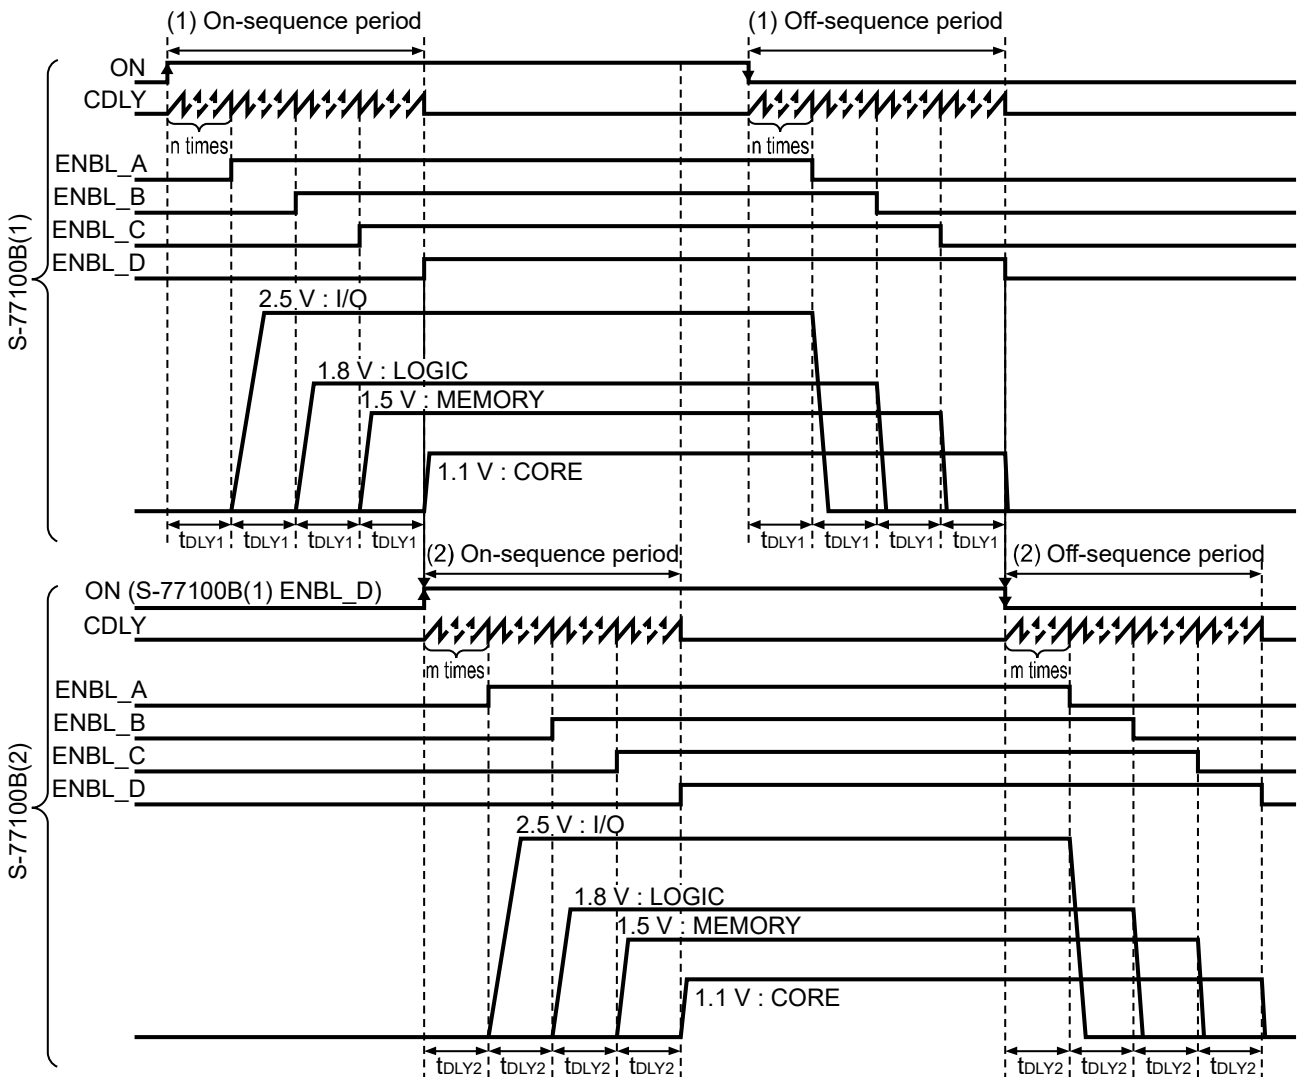 (1) On-sequence period (1) Off-sequence period
ON
CDLY
n times n times
ENBL_A
ENBL_B
ENBL_C
ENBL_D
S-77100B(1)
2.5 V : I/O
1.8 V : LOGIC
1.5 V : MEMORY
1.1 V : CORE
tDLY1 tDLY1 tDLY1 tDLY1 tDLY1 tDLY1 tDLY1 tDLY1
(2) On-sequence period (2) Off-sequence period
ON (S-77100B(1) ENBL_D)
CDLY
m times m times
ENBL_A
ENBL_B
ENBL_C
ENBL_D
S-77100B(2)
2.5 V : I/O
1.8 V : LOGIC
1.5 V : MEMORY
1.1 V : CORE
tDLY2 tDLY2 tDLY2 tDLY2 tDLY2 tDLY2 tDLY2 tDLY2